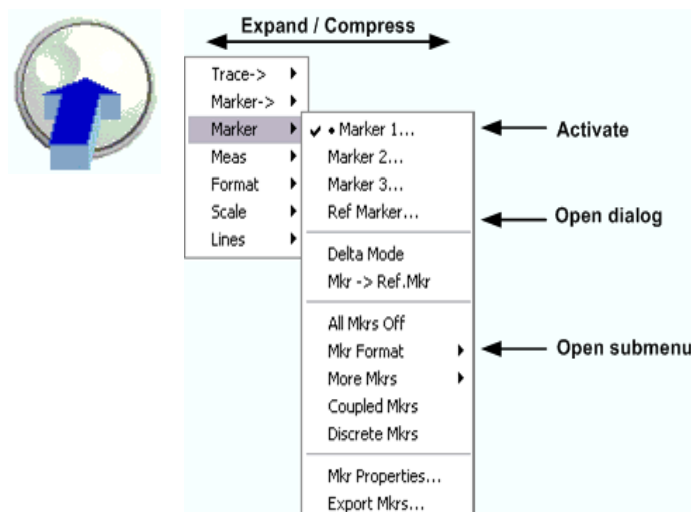 Expand / Compress
Trace->
Marker->
Marker
Meas
Format
Scale
Lines
• Marker 1...
Marker 2...
Marker 3...
Ref Marker...
Delta Mode
Mkr -> Ref.Mkr
All Mkrs Off
Mkr Format
More Mkrs
Coupled Mkrs
Discrete Mkrs
Mkr Properties...
Export Mkrs...
Activate
Open dialog
Open submenu